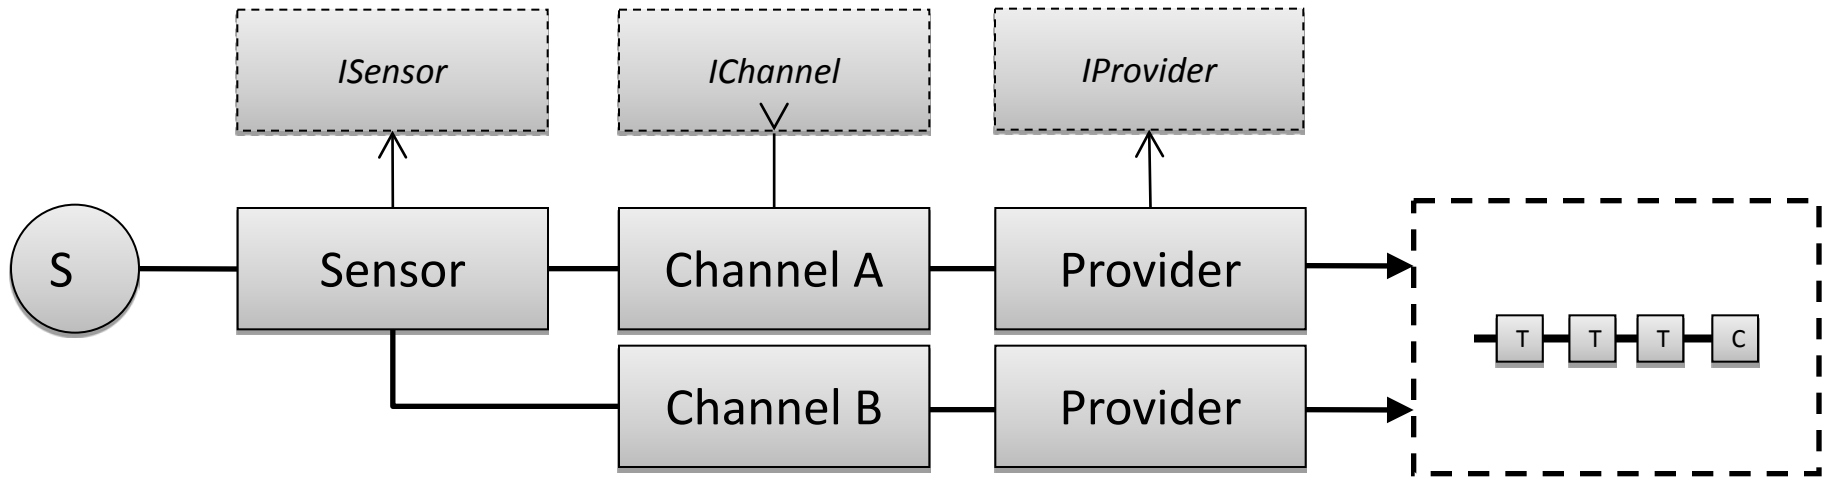 ISensor
IChannel
IProvider
S
Sensor
Channel A
Provider
Channel B
Provider
T
T
T
C